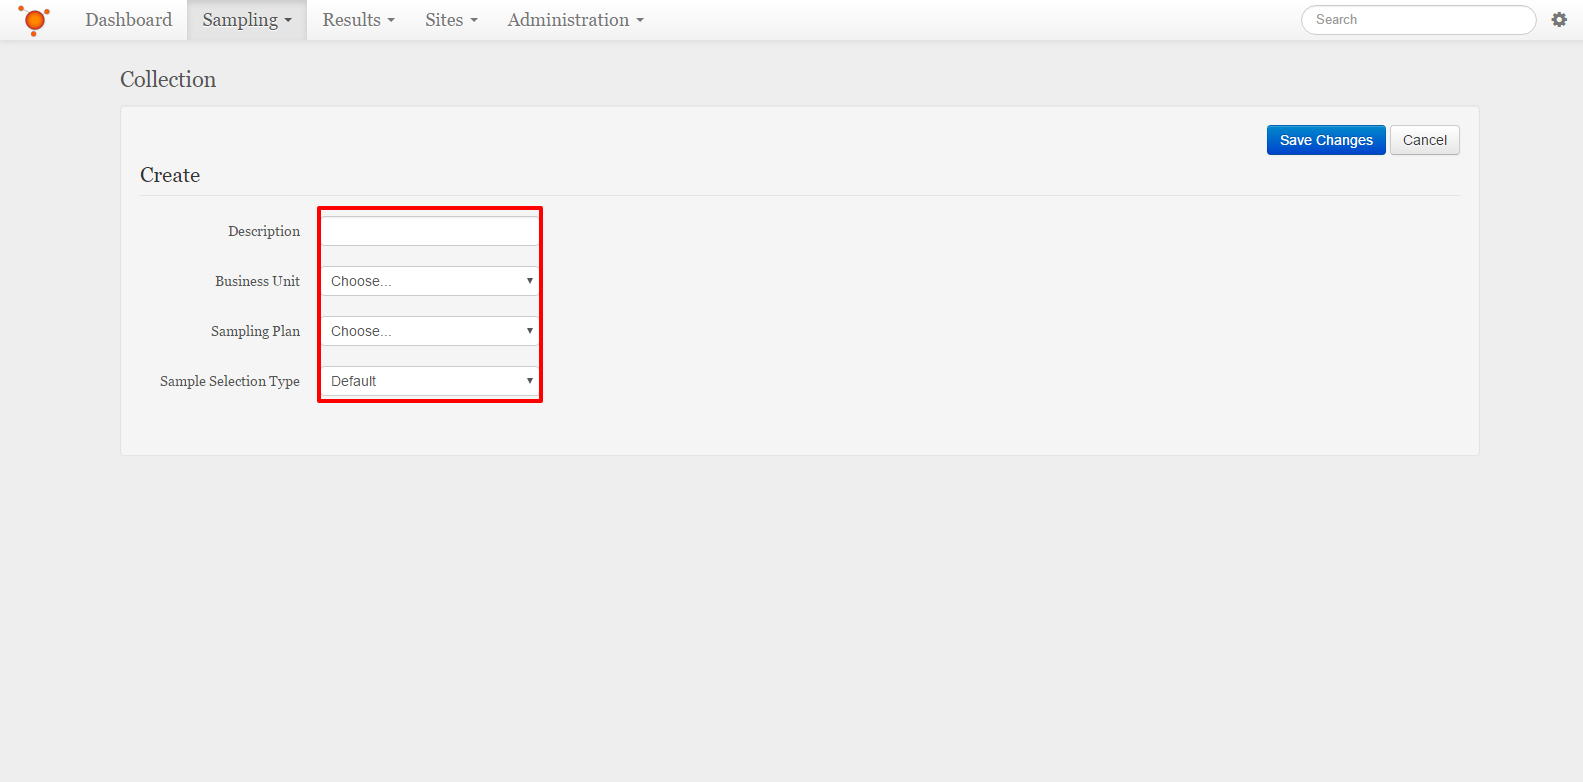 Dashboard Sampling Results Sites Administration Search
Collection
Save Changes Cancel
Create
Description
Business Unit Choose...
Sampling Plan Choose...
Sample Selection Type Default